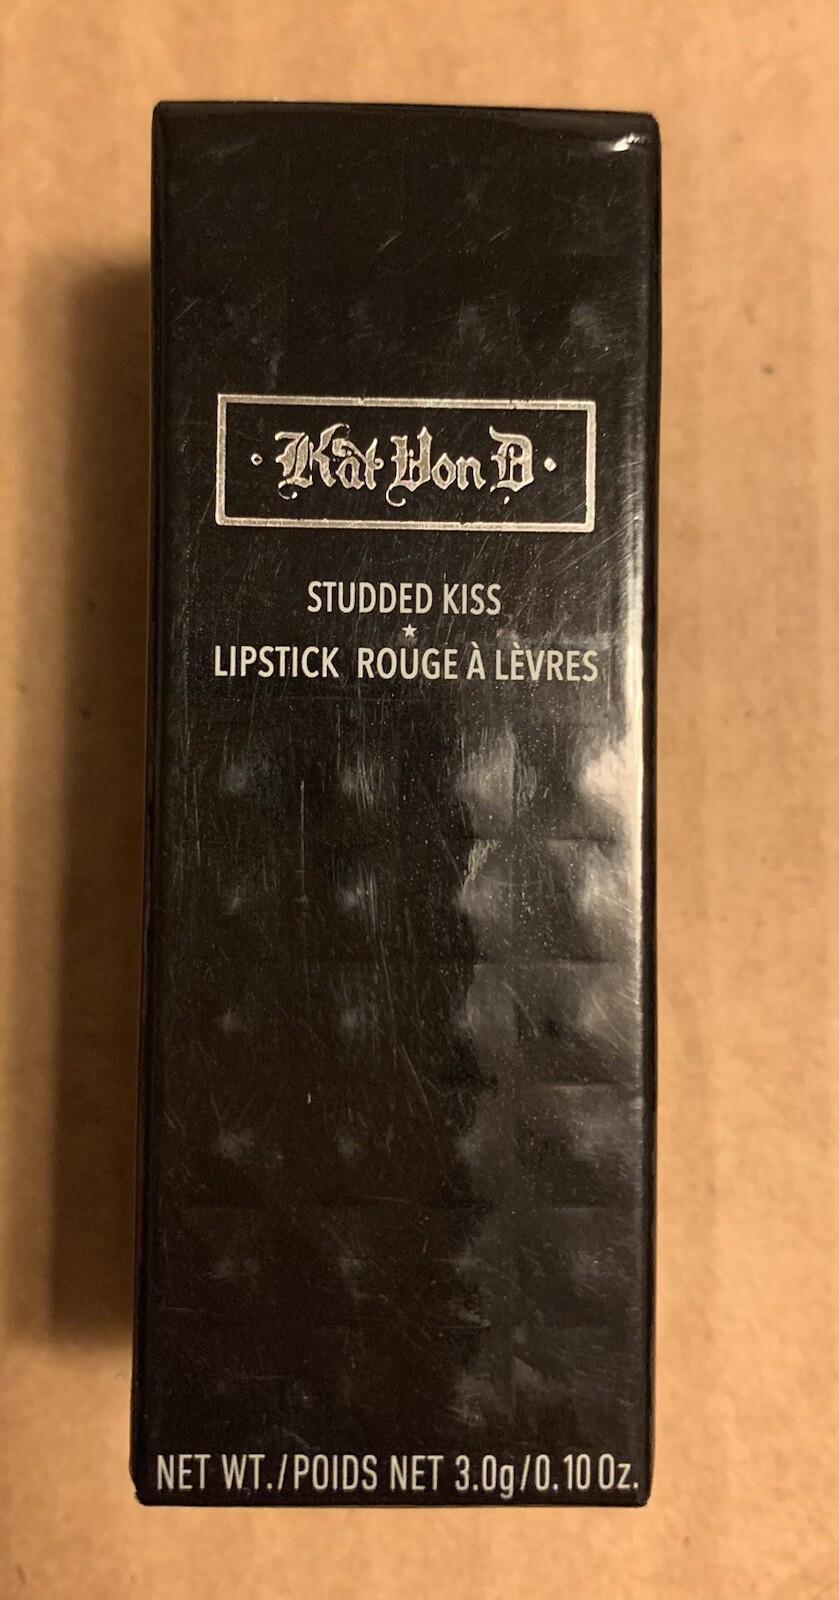 · Kat Von D ·
STUDDED KISS
★
LIPSTICK ROUGE À LÈVRES
NET WT./POIDS NET 3.0g/0.10 Oz.